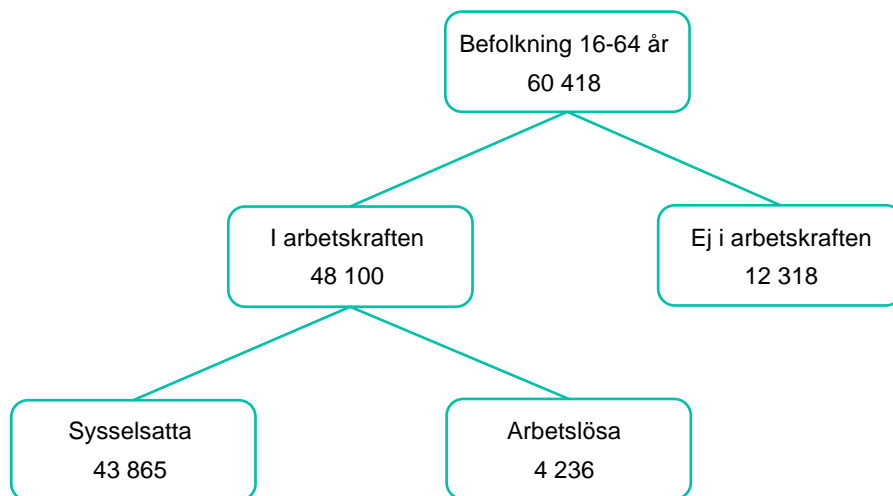 Befolkning 16-64 år
60 418
I arbetskraften
48 100
Ej i arbetskraften
12 318
Sysselsatta
43 865
Arbetslösa
4 236